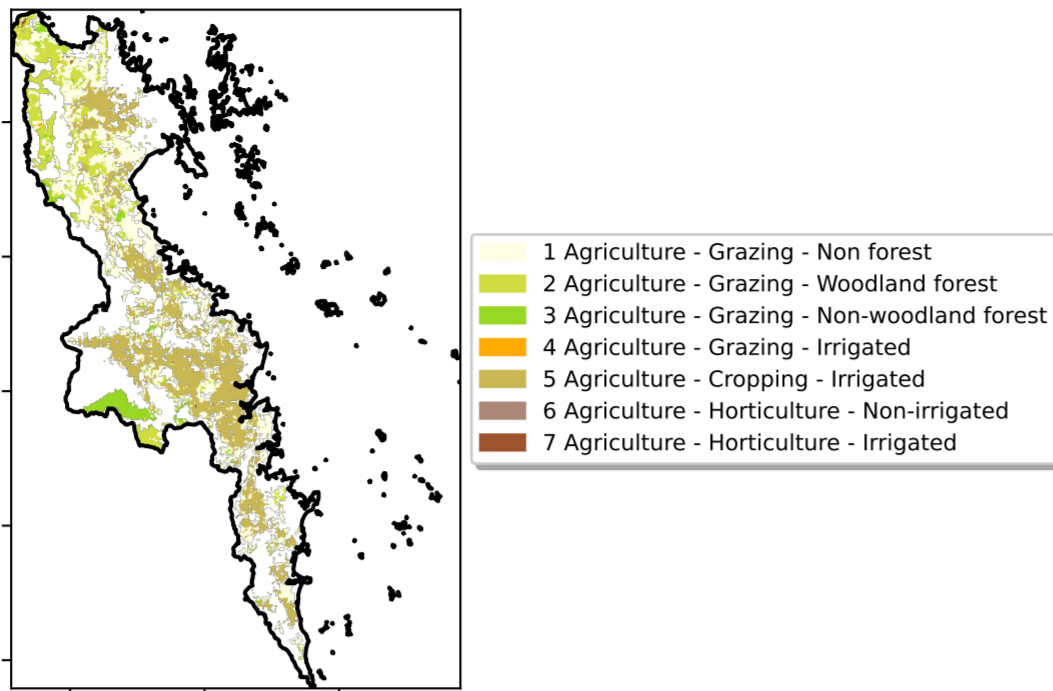 1 Agriculture - Grazing - Non forest
2 Agriculture - Grazing - Woodland forest
3 Agriculture - Grazing - Non-woodland forest
4 Agriculture - Grazing - Irrigated
5 Agriculture - Cropping - Irrigated
6 Agriculture - Horticulture - Non-irrigated
7 Agriculture - Horticulture - Irrigated